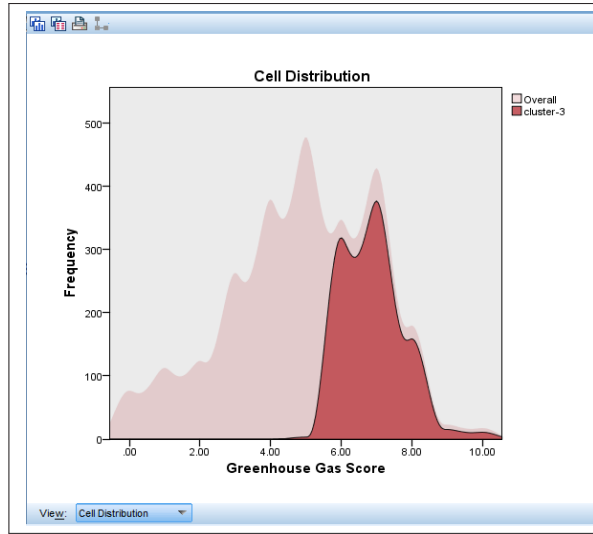 Cell Distribution
Overall
cluster-3
500
400
300
200
100
0
Frequency
.00 2.00 4.00 6.00 8.00 10.00
Greenhouse Gas Score
View: Cell Distribution